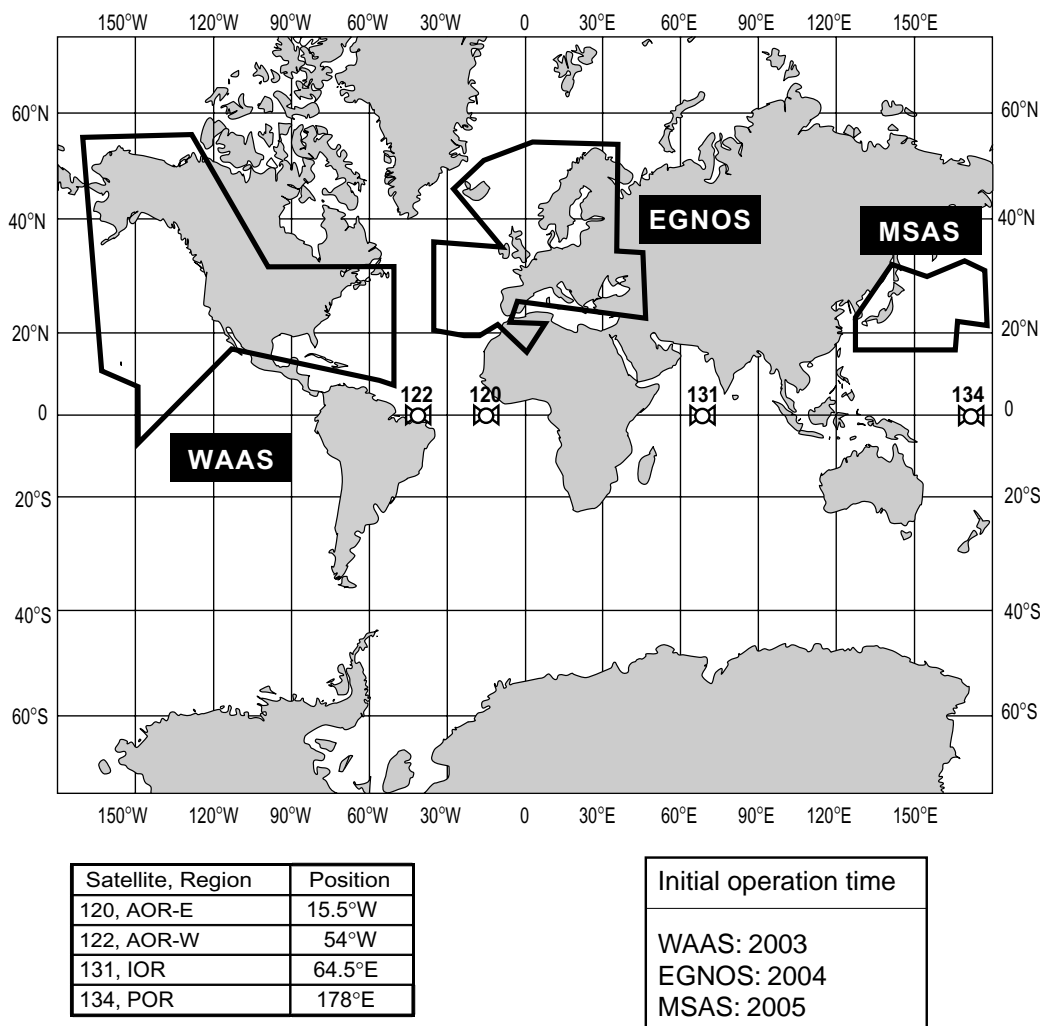 150°W 120°W 90°W 60°W 30°W 0 30°E 60°E 90°E 120°E 150°E
60°N 60°N
40°N 40°N
EGNOS
MSAS
20°N 20°N
122 120 131 134
0 0
WAAS
20°S 20°S
40°S 40°S
60°S 60°S
150°W 120°W 90°W 60°W 30°W 0 30°E 60°E 90°E 120°E 150°E
Satellite, Region Position
120, AOR-E 15.5°W
122, AOR-W 54°W
131, IOR 64.5°E
134, POR 178°E
Initial operation time
WAAS: 2003
EGNOS: 2004
MSAS: 2005